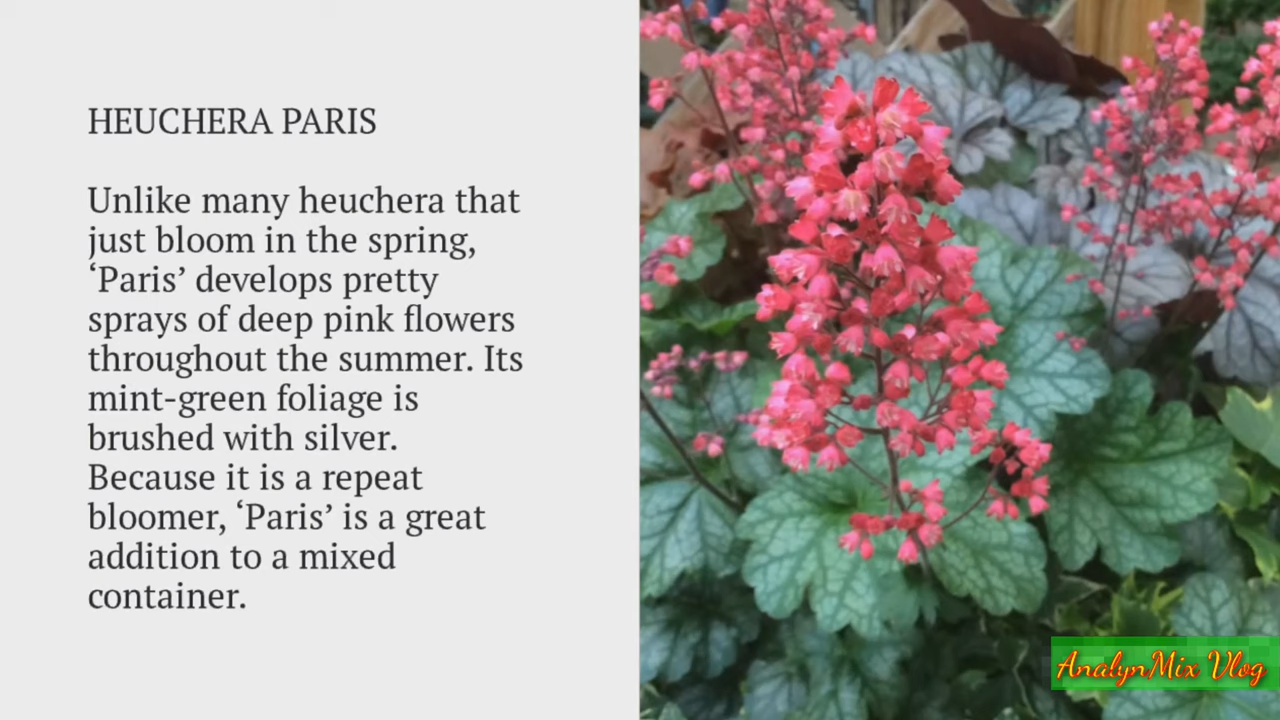 HEUCHERA PARIS
Unlike many heuchera that
just bloom in the spring,
‘Paris’ develops pretty
sprays of deep pink flowers
throughout the summer. Its
mint-green foliage is
brushed with silver.
Because it is a repeat
bloomer, ‘Paris’ is a great
addition to a mixed
container.
AnalynMix Vlog